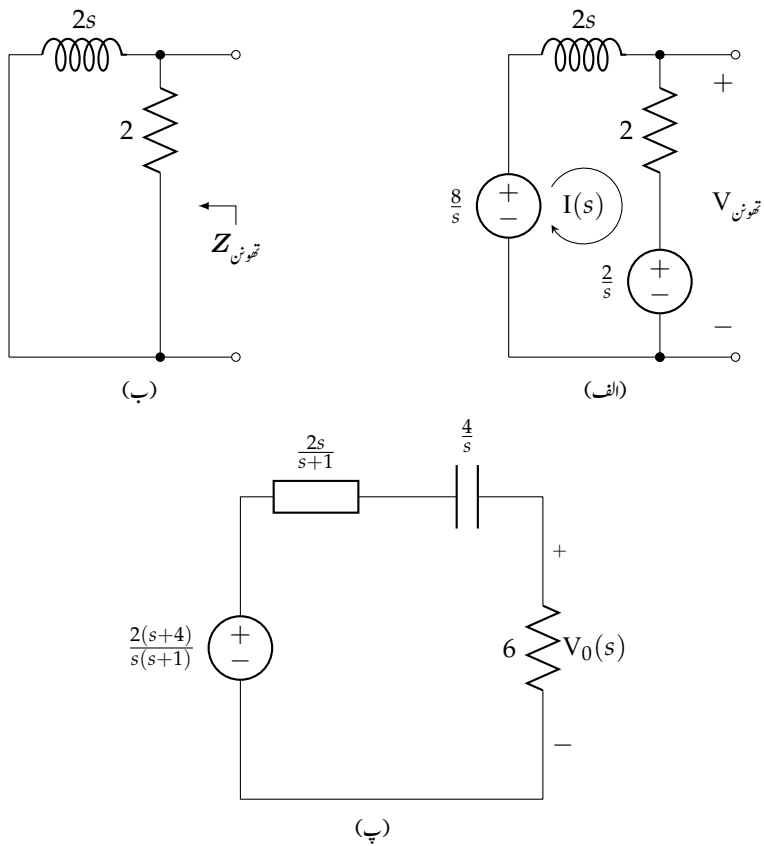 2s
2
Z تھونن
(ب)
2s
2
+
8/s
+
−
I(s)
V تھونن
2/s
+
−
−
(الف)
2s/(s+1)
4/s
+
2(s+4)/(s(s+1))
+
−
6
V₀(s)
−
(پ)